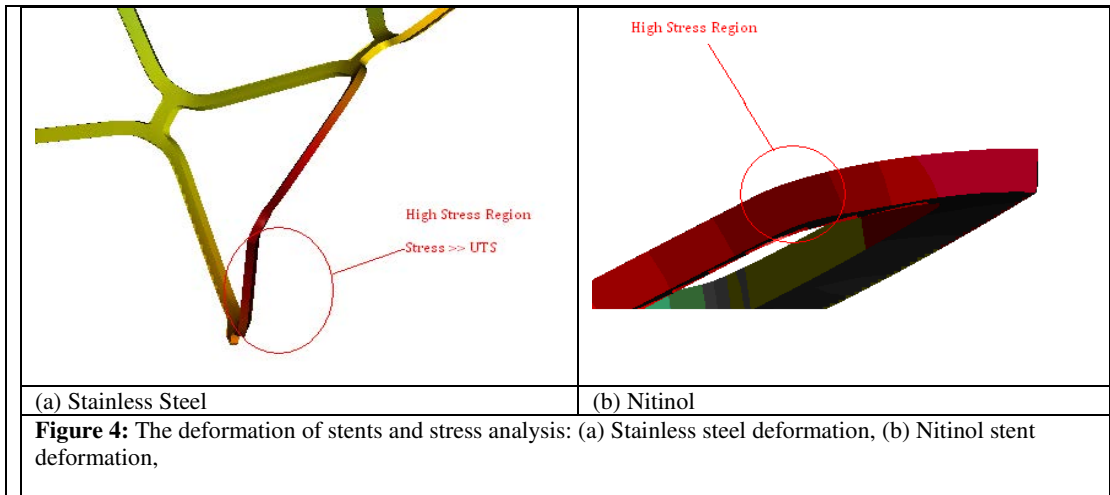 High Stress Region
Stress >> UTS
High Stress Region
(a) Stainless Steel
(b) Nitinol
Figure 4: The deformation of stents and stress analysis: (a) Stainless steel deformation, (b) Nitinol stent
deformation,